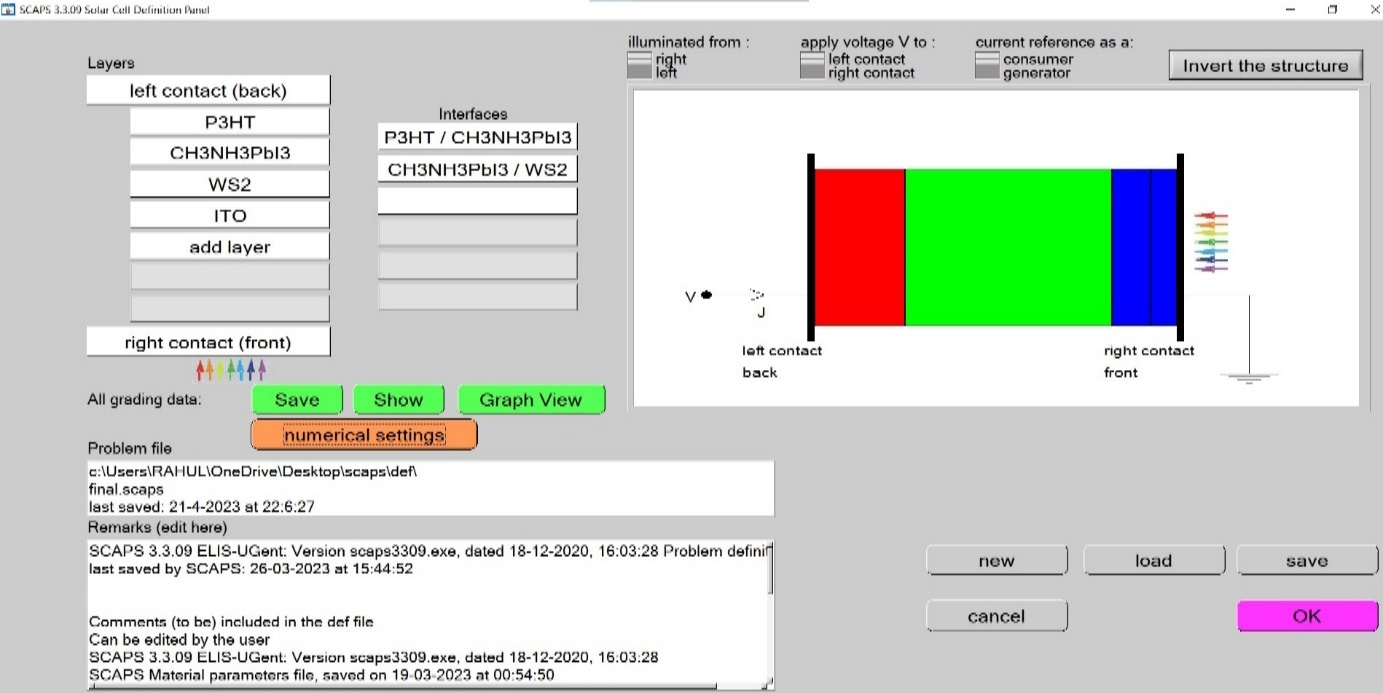 SCAPS 3.3.09 Solar Cell Definition Panel
Layers
left contact (back)
P3HT
CH3NH3PbI3
WS2
ITO
add layer
right contact (front)
Interfaces
P3HT / CH3NH3PbI3
CH3NH3PbI3 / WS2
illuminated from :
right
left
apply voltage V to :
left contact
right contact
current reference as a:
consumer
generator
Invert the structure
V
J
left contact
back
right contact
front
All grading data:
Save
Show
Graph View
numerical settings
Problem file
c:\Users\RAHUL\OneDrive\Desktop\scaps\def\
final.scaps
last saved: 21-4-2023 at 22:6:27
Remarks (edit here)
SCAPS 3.3.09 ELIS-UGent: Version scaps3309.exe, dated 18-12-2020, 16:03:28 Problem
last saved by SCAPS: 26-03-2023 at 15:44:52
Comments (to be) included in the def file
Can be edited by the user
SCAPS 3.3.09 ELIS-UGent: Version scaps3309.exe, dated 18-12-2020, 16:03:28
SCAPS Material parameters file, saved on 19-03-2023 at 00:54:50
new
load
save
cancel
OK